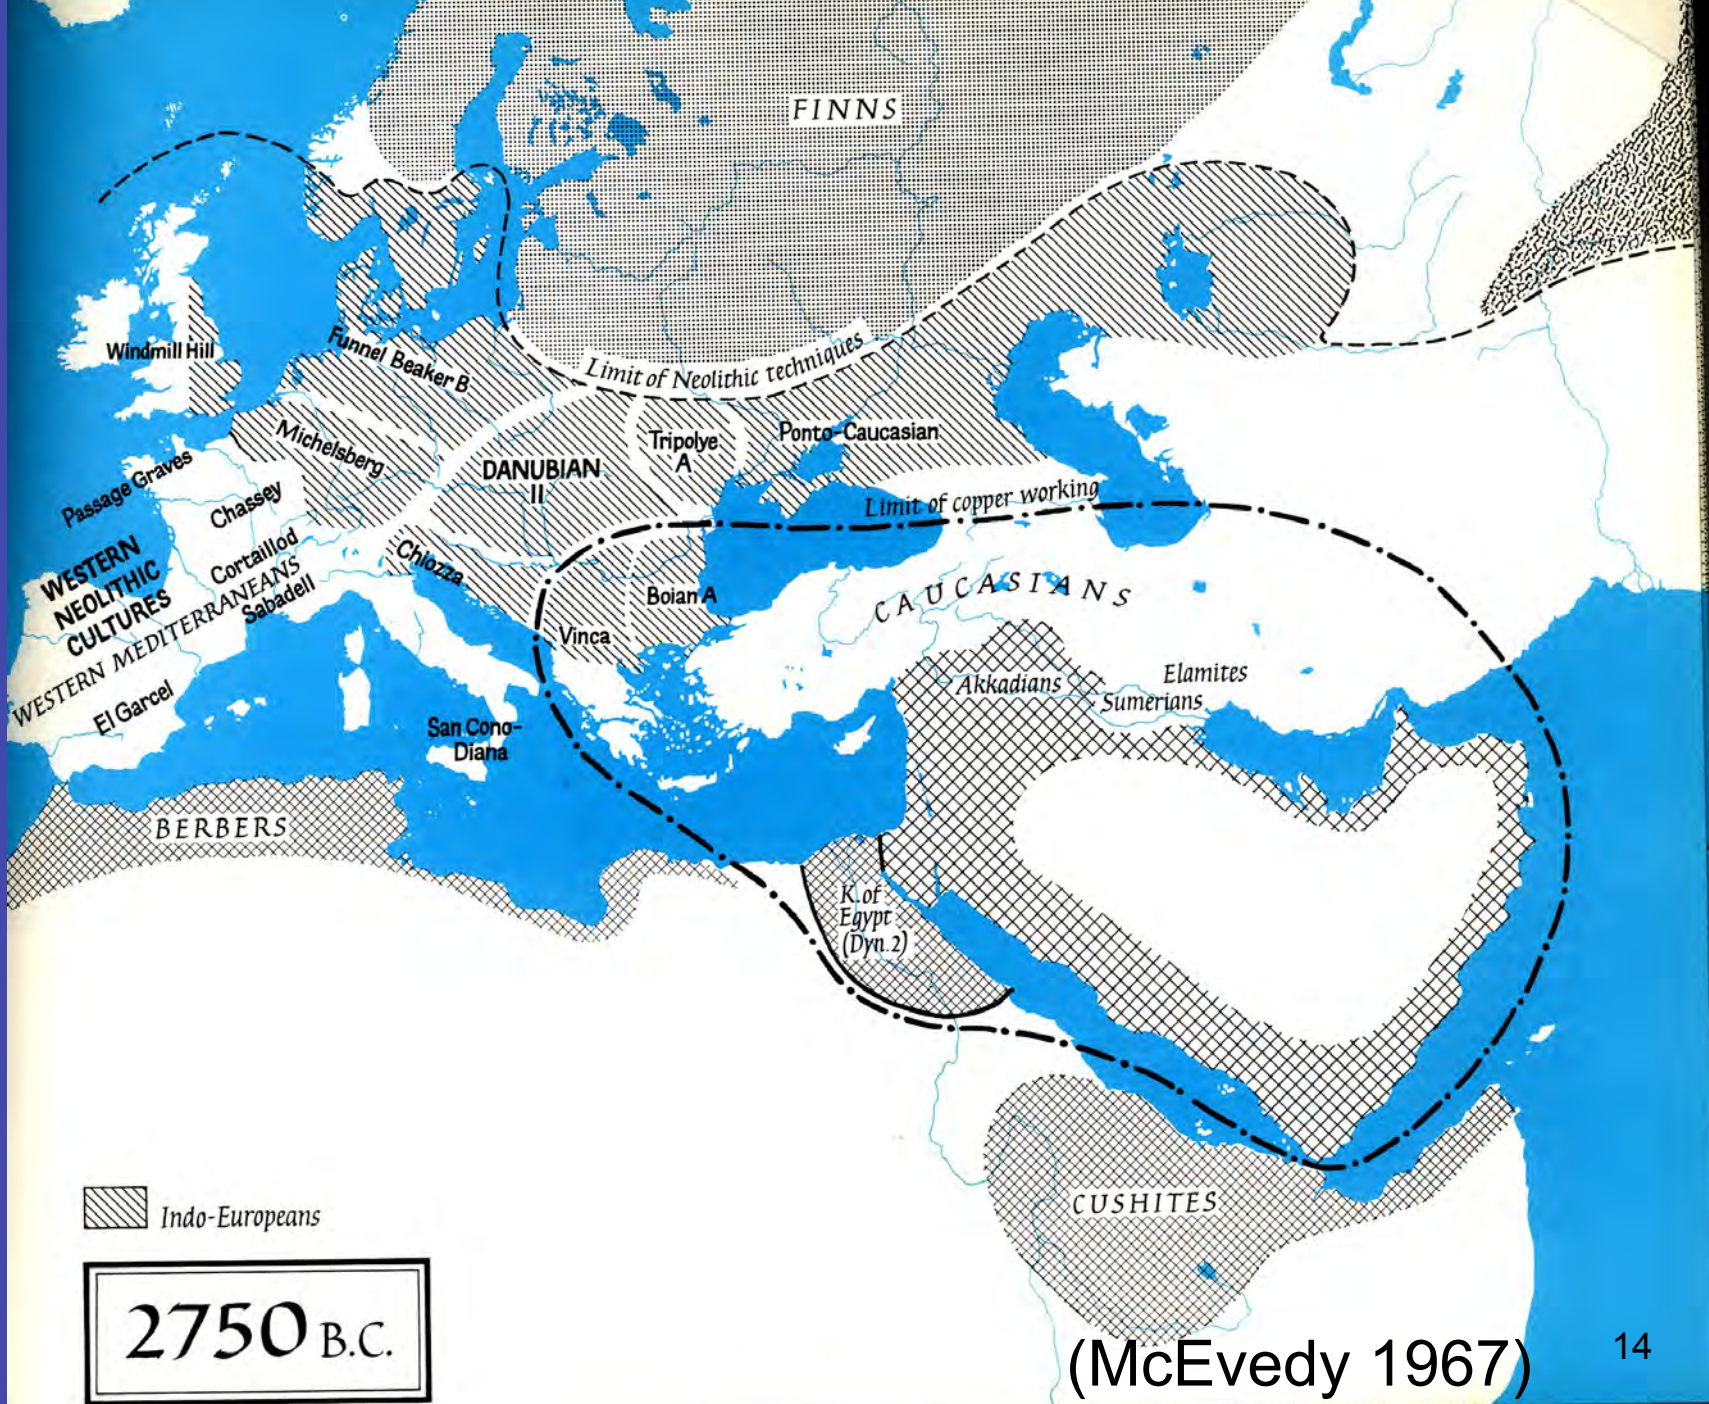 FINNS
Windmill Hill
Funnel Beaker B
Limit of Neolithic techniques
Michelsberg
DANUBIAN
II
Tripolye
A
Ponto-Caucasian
Passage Graves
Chassey
Limit of copper working
WESTERN
NEOLITHIC
CULTURES
Cortaillod
WESTERN MEDITERRANEANS
Sabadell
Chiozza
Boian A
CAUCASIANS
Vinca
El Garcel
Akkadians
Elamites
Sumerians
San Cono-
Diana
BERBERS
K. of
Egypt
(Dyn.2)
CUSHITES
Indo-Europeans
2750 B.C.
(McEvedy 1967)
14